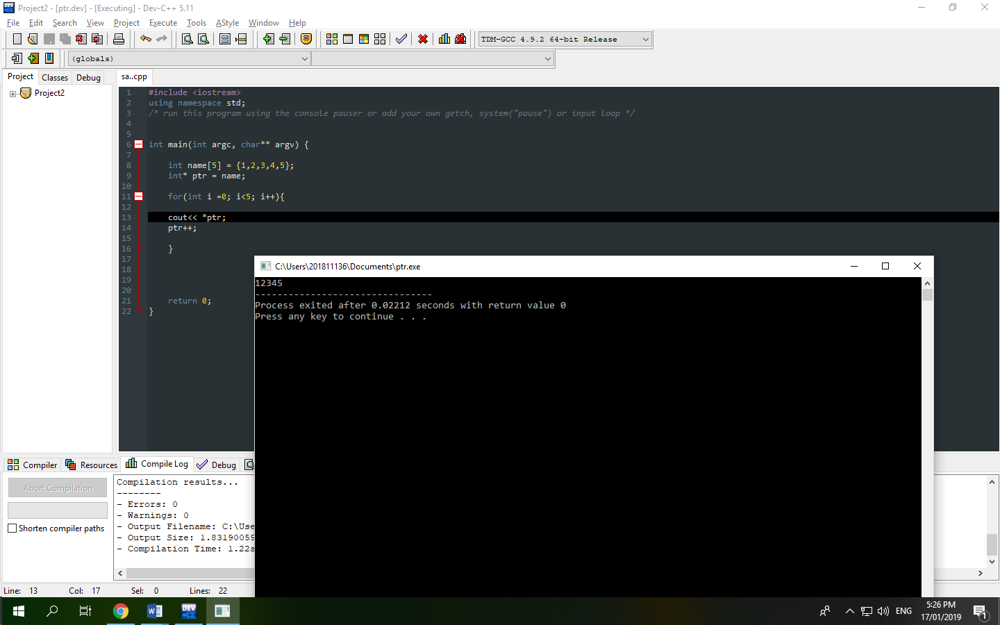 Project2 - [ptr.dev] - [Executing] - Dev-C++ 5.11
File Edit Search View Project Execute Tools AStyle Window Help
TDM-GCC 4.9.2 64-bit Release
(globals)
Project Classes Debug
sa..cpp
Project2
1 #include <iostream>
2 using namespace std;
3 /* run this program using the console pauser or add your own getch, system("pause") or input loop */
4
5
6 int main(int argc, char** argv) {
7
8 int name[5] = {1,2,3,4,5};
9 int* ptr = name;
10
11 for(int i =0; i<5; i++){
12
13 cout<< *ptr;
14 ptr++;
15
16 }
17
18
19
20
21 return 0;
22 }
C:\Users\201811136\Documents\ptr.exe
12345
--------------------------------
Process exited after 0.02212 seconds with return value 0
Press any key to continue . . .
Compiler Resources Compile Log Debug
Abort Compilation
Shorten compiler paths
Compilation results...
--------
- Errors: 0
- Warnings: 0
- Output Filename: C:\Use
- Output Size: 1.83190059
- Compilation Time: 1.22s
Line: 13 Col: 17 Sel: 0 Lines: 22
DEV
ENG
5:26 PM
17/01/2019
1